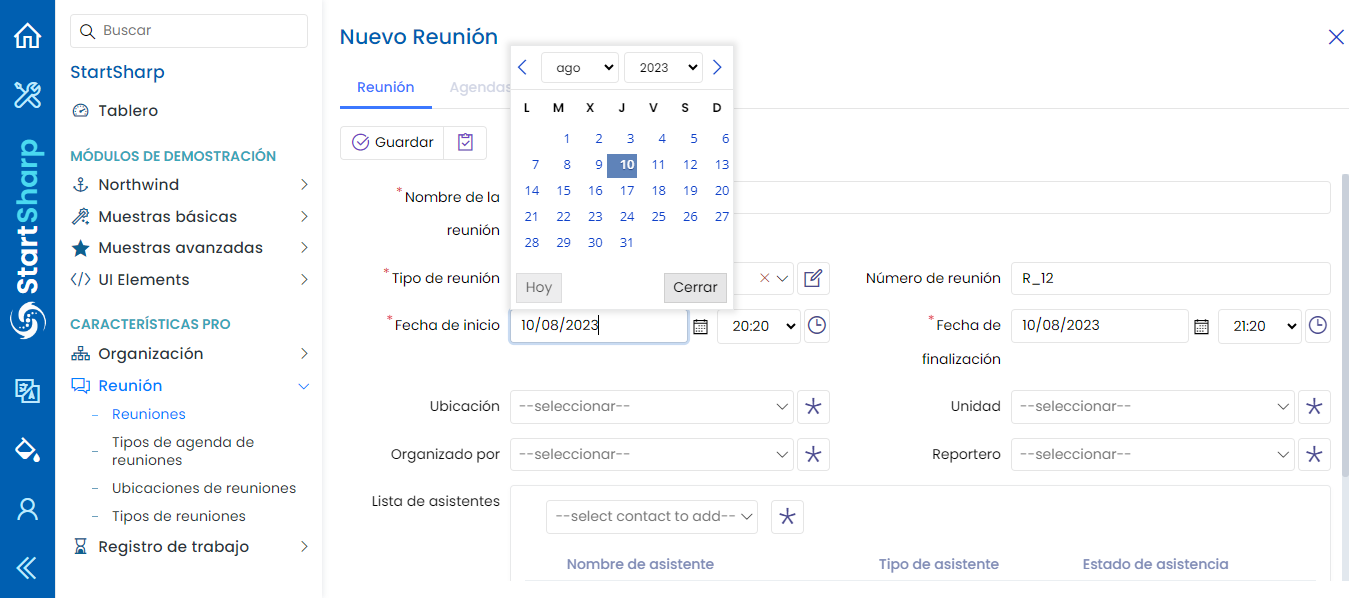 StartSharp
Buscar
StartSharp
Tablero
MÓDULOS DE DEMOSTRACIÓN
Northwind
Muestras básicas
Muestras avanzadas
UI Elements
CARACTERÍSTICAS PRO
Organización
Reunión
Reuniones
Tipos de agenda de
reuniones
Ubicaciones de reuniones
Tipos de reuniones
Registro de trabajo
Nuevo Reunión
Reunión Agendas
Guardar
ago 2023
L M X J V S D
1 2 3 4 5 6
7 8 9 10 11 12 13
14 15 16 17 18 19 20
21 22 23 24 25 26 27
28 29 30 31
Hoy Cerrar
*Nombre de la
reunión
*Tipo de reunión
Número de reunión R_12
*Fecha de inicio 10/08/2023 20:20
*Fecha de
finalización 10/08/2023 21:20
Ubicación --seleccionar--
Unidad --seleccionar--
Organizado por --seleccionar--
Reportero --seleccionar--
Lista de asistentes
--select contact to add--
Nombre de asistente Tipo de asistente Estado de asistencia